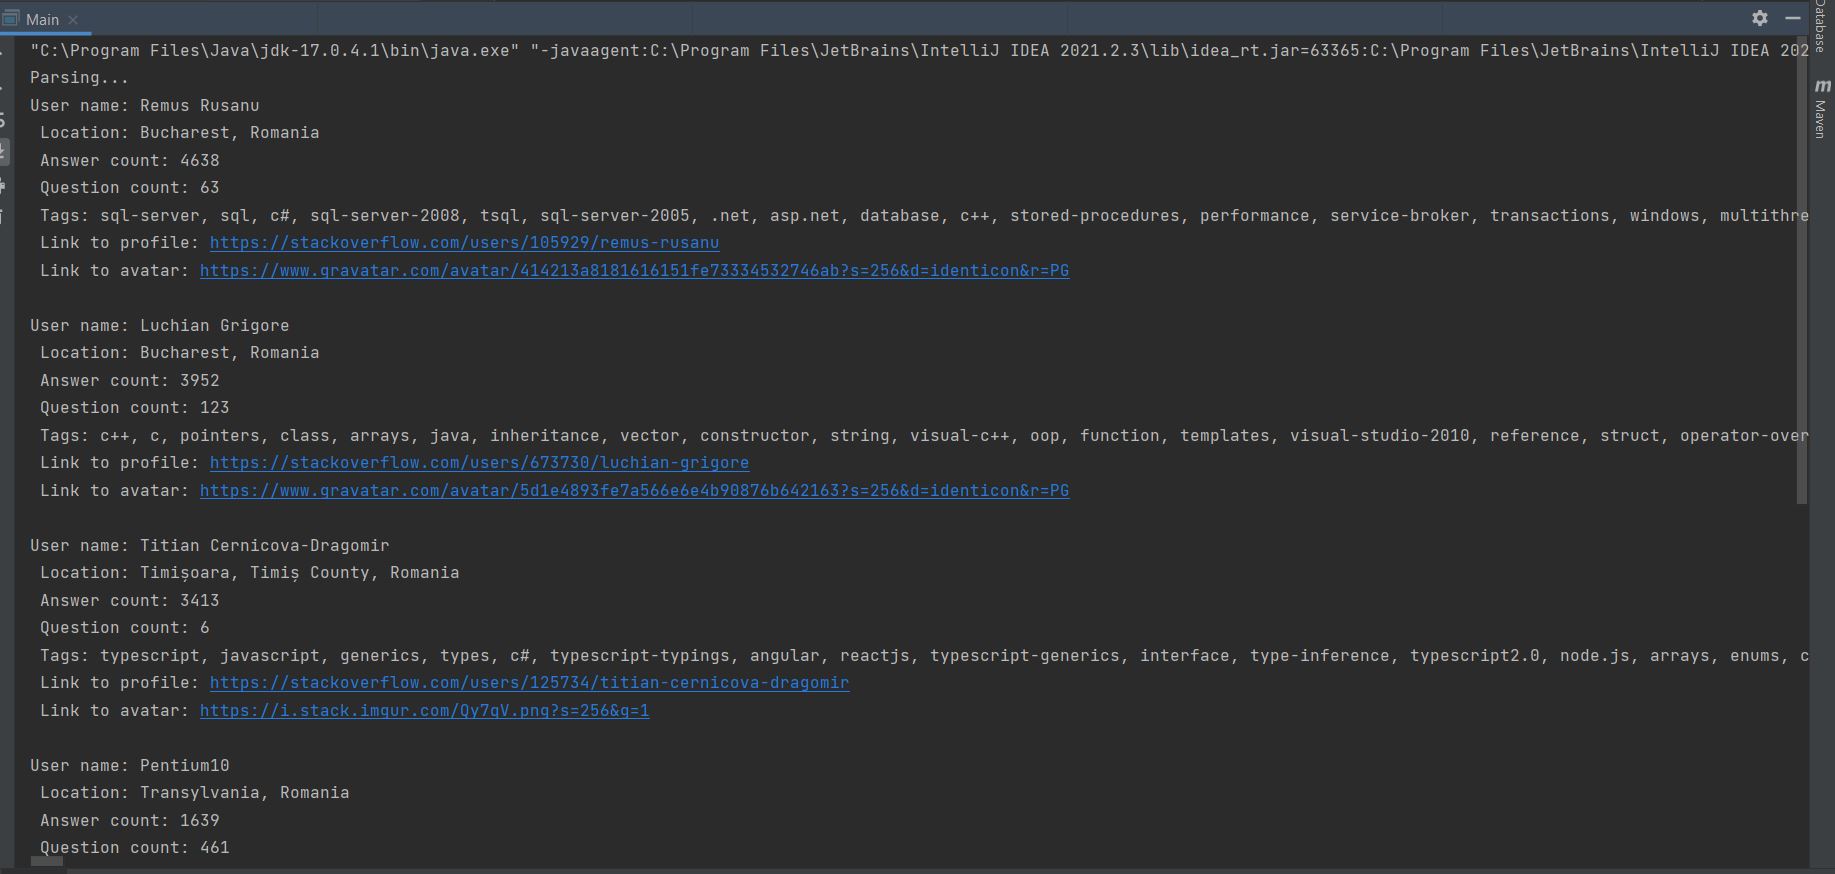 Main
"C:\Program Files\Java\jdk-17.0.4.1\bin\java.exe" "-javaagent:C:\Program Files\JetBrains\IntelliJ IDEA 2021.2.3\lib\idea_rt.jar=63365:C:\Program Files\JetBrains\IntelliJ IDEA 202
Parsing...
User name: Remus Rusanu
Location: Bucharest, Romania
Answer count: 4638
Question count: 63
Tags: sql-server, sql, c#, sql-server-2008, tsql, sql-server-2005, .net, asp.net, database, c++, stored-procedures, performance, service-broker, transactions, windows, multithre
Link to profile: https://stackoverflow.com/users/105929/remus-rusanu
Link to avatar: https://www.gravatar.com/avatar/414213a8181616151fe73334532746ab?s=256&d=identicon&r=PG
User name: Luchian Grigore
Location: Bucharest, Romania
Answer count: 3952
Question count: 123
Tags: c++, c, pointers, class, arrays, java, inheritance, vector, constructor, string, visual-c++, oop, function, templates, visual-studio-2010, reference, struct, operator-over
Link to profile: https://stackoverflow.com/users/673730/luchian-grigore
Link to avatar: https://www.gravatar.com/avatar/5d1e4893fe7a566e6e4b90876b642163?s=256&d=identicon&r=PG
User name: Titian Cernicova-Dragomir
Location: Timișoara, Timiș County, Romania
Answer count: 3413
Question count: 6
Tags: typescript, javascript, generics, types, c#, typescript-typings, angular, reactjs, typescript-generics, interface, type-inference, typescript2.0, node.js, arrays, enums, c
Link to profile: https://stackoverflow.com/users/125734/titian-cernicova-dragomir
Link to avatar: https://i.stack.imgur.com/Qy7qV.png?s=256&g=1
User name: Pentium10
Location: Transylvania, Romania
Answer count: 1639
Question count: 461
Database
m Maven